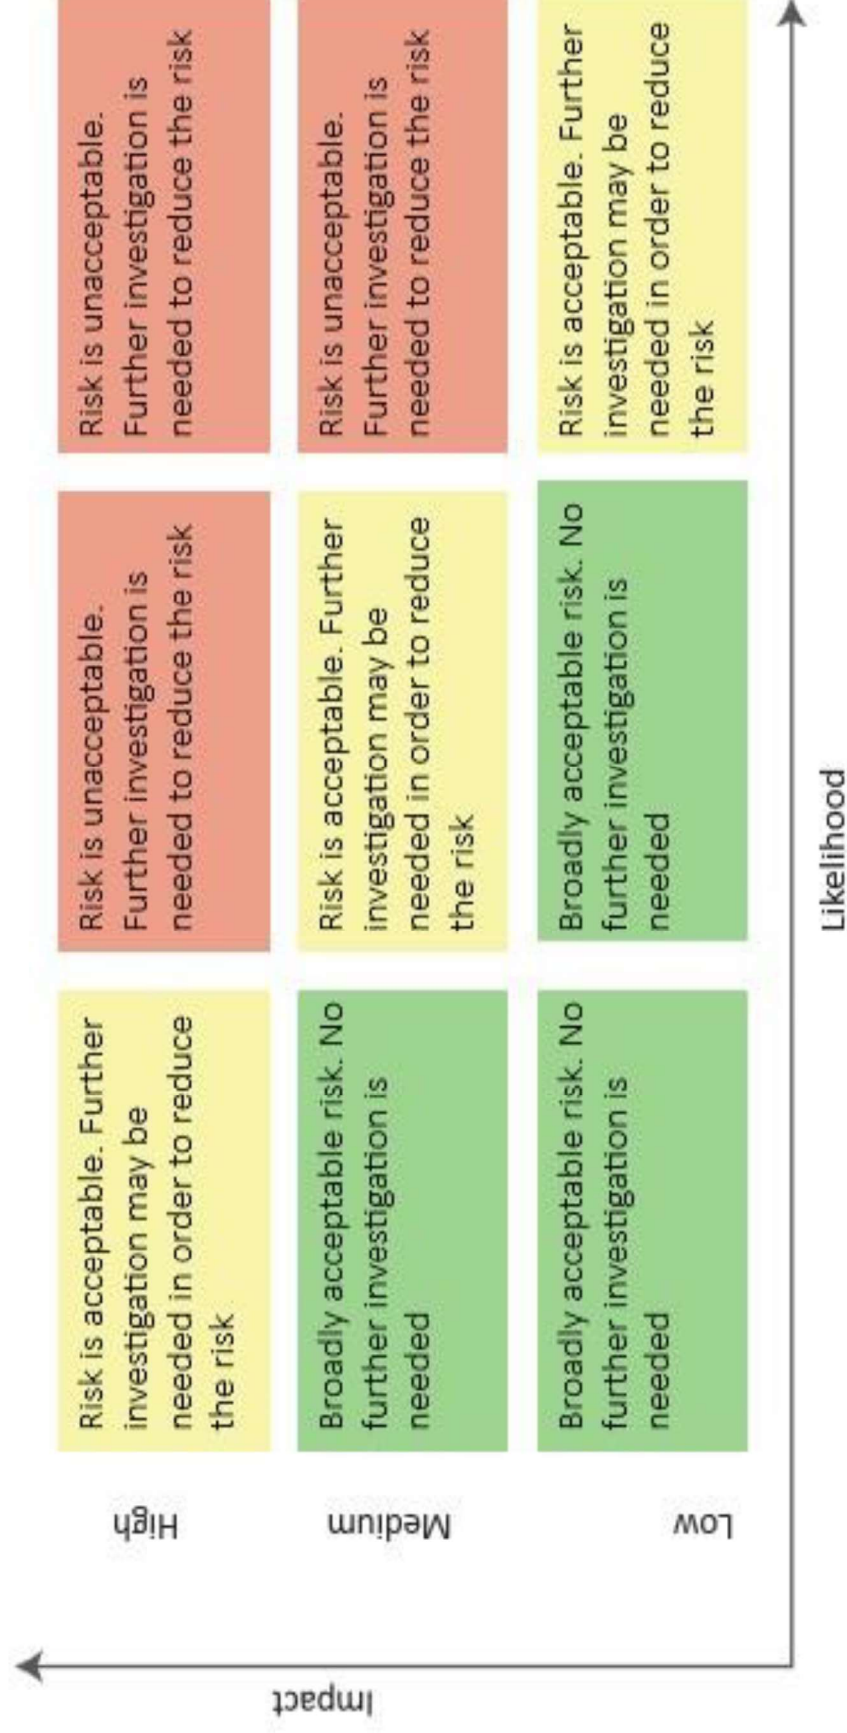 High
Risk is acceptable. Further
investigation may be
needed in order to reduce
the risk
Risk is unacceptable.
Further investigation is
needed to reduce the risk
Risk is unacceptable.
Further investigation is
needed to reduce the risk
Medium
Broadly acceptable risk. No
further investigation is
needed
Risk is acceptable. Further
investigation may be
needed in order to reduce
the risk
Risk is unacceptable.
Further investigation is
needed to reduce the risk
Low
Broadly acceptable risk. No
further investigation is
needed
Broadly acceptable risk. No
further investigation is
needed
Risk is acceptable. Further
investigation may be
needed in order to reduce
the risk
Impact
Likelihood